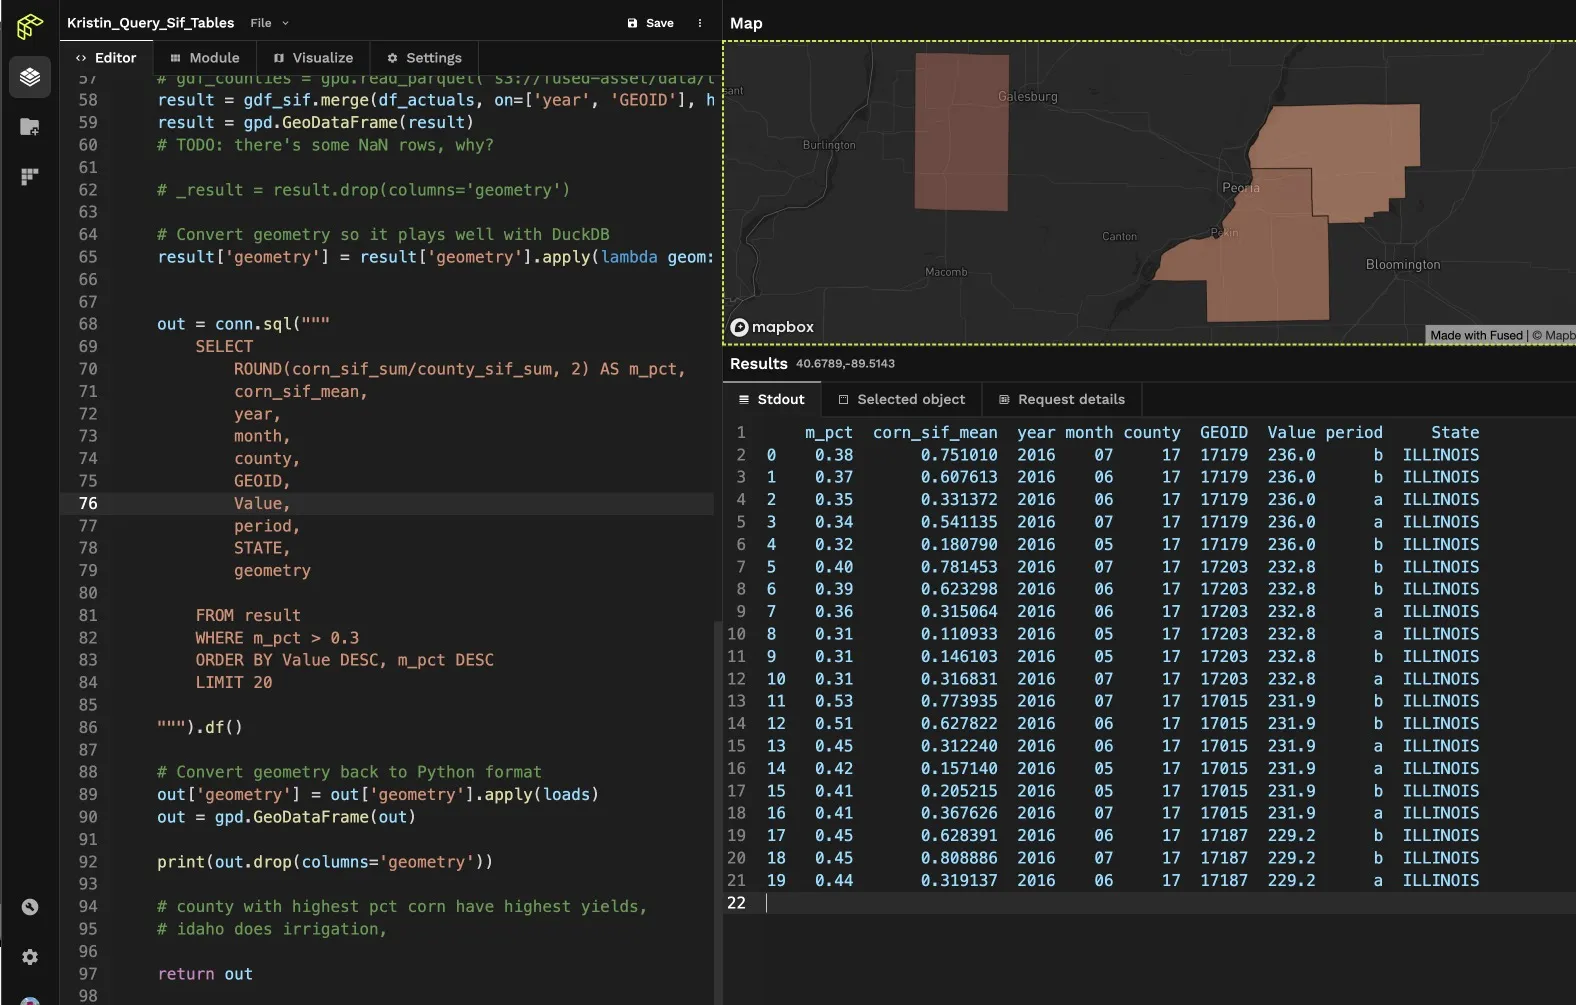 Kristin_Query_Sif_Tables File Save
Editor Module Visualize Settings
57 # gdf_counties = gpd.read_parquet('s3://fused-asset/data/t
58 result = gdf_sif.merge(df_actuals, on=['year', 'GEOID'], h
59 result = gpd.GeoDataFrame(result)
60 # TODO: there's some NaN rows, why?
61
62 # _result = result.drop(columns='geometry')
63
64 # Convert geometry so it plays well with DuckDB
65 result['geometry'] = result['geometry'].apply(lambda geom:
66
67
68 out = conn.sql("""
69 SELECT
70 ROUND(corn_sif_sum/county_sif_sum, 2) AS m_pct,
71 corn_sif_mean,
72 year,
73 month,
74 county,
75 GEOID,
76 Value,
77 period,
78 STATE,
79 geometry
80
81 FROM result
82 WHERE m_pct > 0.3
83 ORDER BY Value DESC, m_pct DESC
84 LIMIT 20
85
86 """).df()
87
88 # Convert geometry back to Python format
89 out['geometry'] = out['geometry'].apply(loads)
90 out = gpd.GeoDataFrame(out)
91
92 print(out.drop(columns='geometry'))
93
94 # county with highest pct corn have highest yields,
95 # idaho does irrigation,
96
97 return out
98
Map
sant
Galesburg
Burlington
Peoria
Canton
Pekin
Bloomington
Macomb
mapbox
Made with Fused | © Mapb
Results 40.6789,-89.5143
Stdout Selected object Request details
1 m_pct corn_sif_mean year month county GEOID Value period State
2 0 0.38 0.751010 2016 07 17 17179 236.0 b ILLINOIS
3 1 0.37 0.607613 2016 06 17 17179 236.0 b ILLINOIS
4 2 0.35 0.331372 2016 06 17 17179 236.0 a ILLINOIS
5 3 0.34 0.541135 2016 07 17 17179 236.0 a ILLINOIS
6 4 0.32 0.180790 2016 05 17 17179 236.0 b ILLINOIS
7 5 0.40 0.781453 2016 07 17 17203 232.8 b ILLINOIS
8 6 0.39 0.623298 2016 06 17 17203 232.8 b ILLINOIS
9 7 0.36 0.315064 2016 06 17 17203 232.8 a ILLINOIS
10 8 0.31 0.110933 2016 05 17 17203 232.8 a ILLINOIS
11 9 0.31 0.146103 2016 05 17 17203 232.8 b ILLINOIS
12 10 0.31 0.316831 2016 07 17 17203 232.8 a ILLINOIS
13 11 0.53 0.773935 2016 07 17 17015 231.9 b ILLINOIS
14 12 0.51 0.627822 2016 06 17 17015 231.9 b ILLINOIS
15 13 0.45 0.312240 2016 06 17 17015 231.9 a ILLINOIS
16 14 0.42 0.157140 2016 05 17 17015 231.9 a ILLINOIS
17 15 0.41 0.205215 2016 05 17 17015 231.9 b ILLINOIS
18 16 0.41 0.367626 2016 07 17 17015 231.9 a ILLINOIS
19 17 0.45 0.628391 2016 06 17 17187 229.2 b ILLINOIS
20 18 0.45 0.808886 2016 07 17 17187 229.2 b ILLINOIS
21 19 0.44 0.319137 2016 06 17 17187 229.2 a ILLINOIS
22